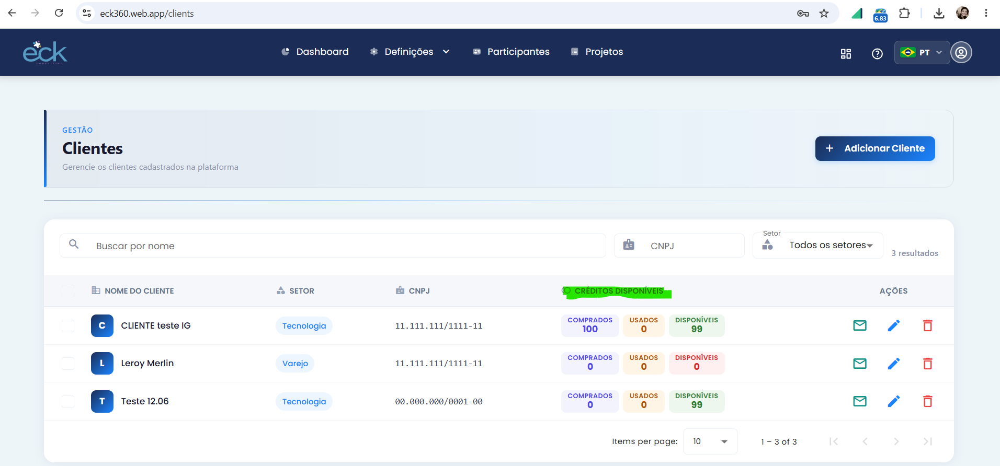 eck360.web.app/clients
6.83
eck
CONSULTING
Dashboard
Definições
Participantes
Projetos
PT
GESTÃO
Clientes
Gerencie os clientes cadastrados na plataforma
+ Adicionar Cliente
Buscar por nome
CNPJ
Setor
Todos os setores
3 resultados
NOME DO CLIENTE
SETOR
CNPJ
CRÉDITOS DISPONÍVEIS
AÇÕES
C
CLIENTE teste IG
Tecnologia
11.111.111/1111-11
COMPRADOS
100
USADOS
0
DISPONÍVEIS
99
L
Leroy Merlin
Varejo
11.111.111/1111-11
COMPRADOS
0
USADOS
0
DISPONÍVEIS
0
T
Teste 12.06
Tecnologia
00.000.000/0001-00
COMPRADOS
0
USADOS
0
DISPONÍVEIS
99
Items per page:
10
1 – 3 of 3